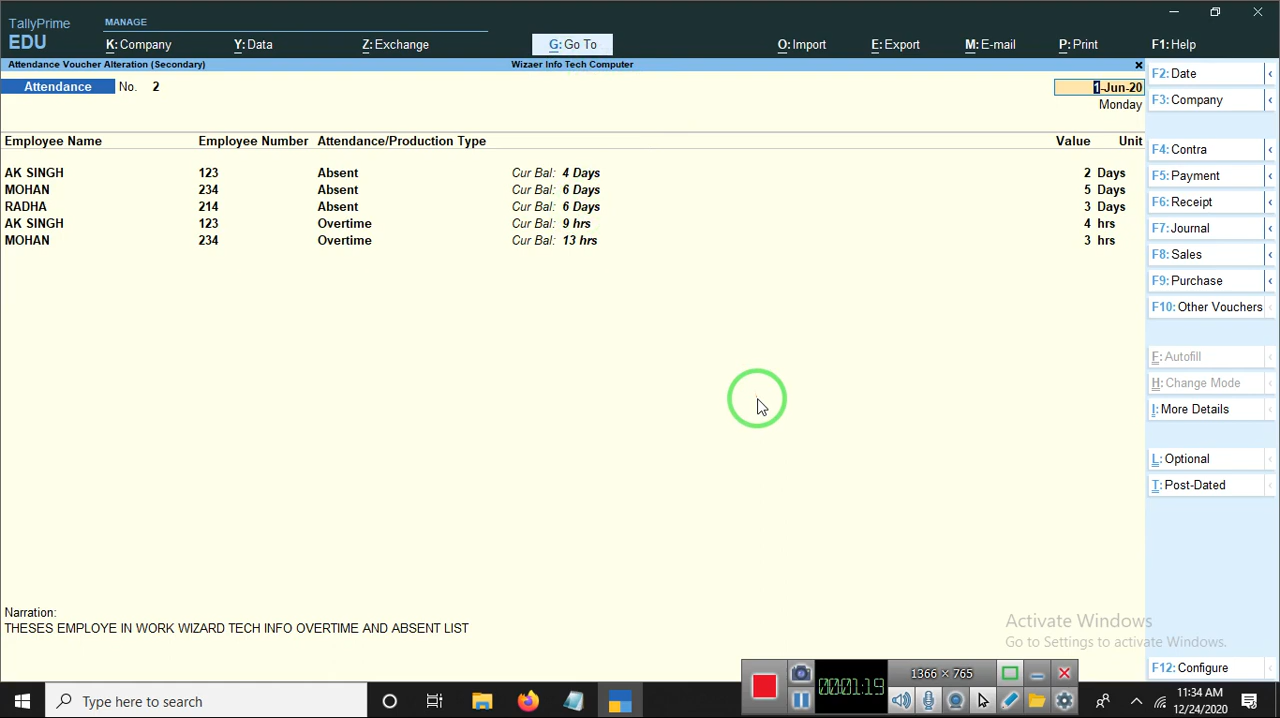 TallyPrime
EDU
MANAGE
K: Company
Y: Data
Z: Exchange
G: Go To
O: Import
E: Export
M: E-mail
P: Print
F1: Help
Attendance Voucher Alteration (Secondary)
Wizaer Info Tech Computer
Attendance No. 2
1-Jun-20
Monday
Employee Name Employee Number Attendance/Production Type Value Unit
AK SINGH 123 Absent Cur Bal: 4 Days 2 Days
MOHAN 234 Absent Cur Bal: 6 Days 5 Days
RADHA 214 Absent Cur Bal: 6 Days 3 Days
AK SINGH 123 Overtime Cur Bal: 9 hrs 4 hrs
MOHAN 234 Overtime Cur Bal: 13 hrs 3 hrs
F2: Date
F3: Company
F4: Contra
F5: Payment
F6: Receipt
F7: Journal
F8: Sales
F9: Purchase
F10: Other Vouchers
F: Autofill
H: Change Mode
I: More Details
L: Optional
T: Post-Dated
F12: Configure
Narration:
THESES EMPLOYE IN WORK WIZARD TECH INFO OVERTIME AND ABSENT LIST
Activate Windows
Go to Settings to activate Windows.
0:00:1:19
1366 x 765
Type here to search
11:34 AM
12/24/2020